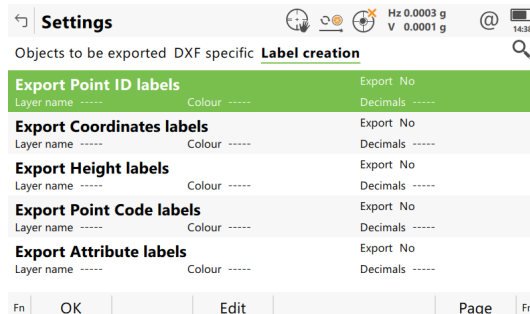 Settings
Hz 0.0003 g
V 0.0001 g
@
14:38
Objects to be exported DXF specific Label creation
Export Point ID labels Export No
Layer name ----- Colour ----- Decimals -----
Export Coordinates labels Export No
Layer name ----- Colour ----- Decimals -----
Export Height labels Export No
Layer name ----- Colour ----- Decimals -----
Export Point Code labels Export No
Layer name ----- Colour ----- Decimals -----
Export Attribute labels Export No
Layer name ----- Colour ----- Decimals -----
Fn OK Edit Page Fn